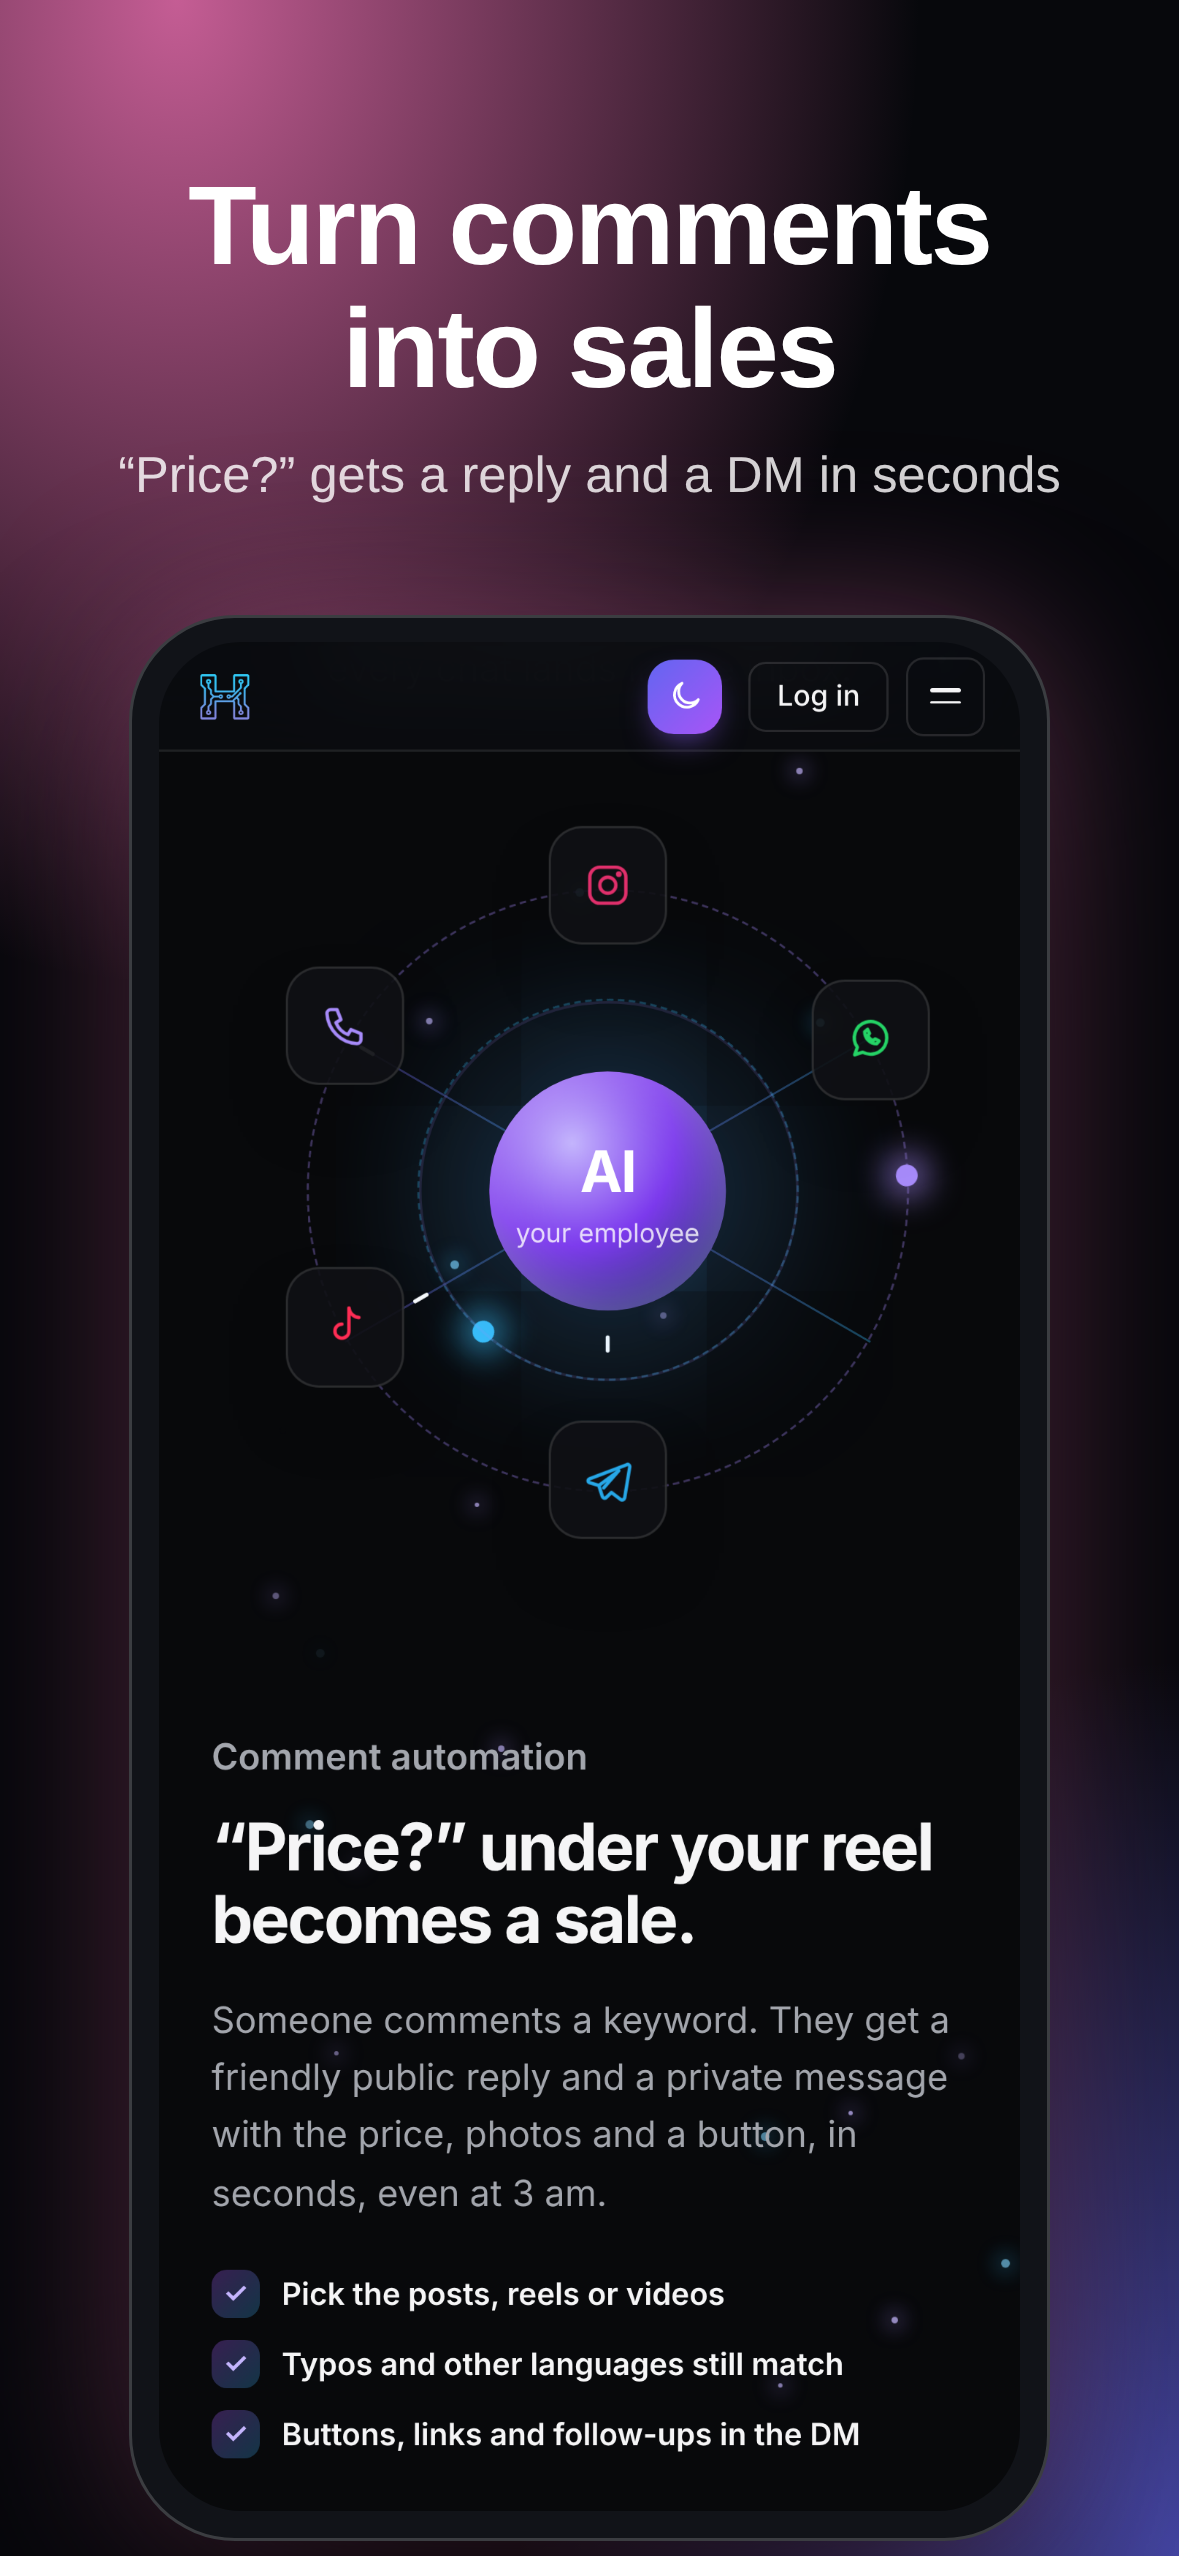 Turn comments
into sales
“Price?” gets a reply and a DM in seconds
Log in
AI
your employee
Comment automation
“Price?” under your reel
becomes a sale.
Someone comments a keyword. They get a
friendly public reply and a private message
with the price, photos and a button, in
seconds, even at 3 am.
Pick the posts, reels or videos
Typos and other languages still match
Buttons, links and follow-ups in the DM